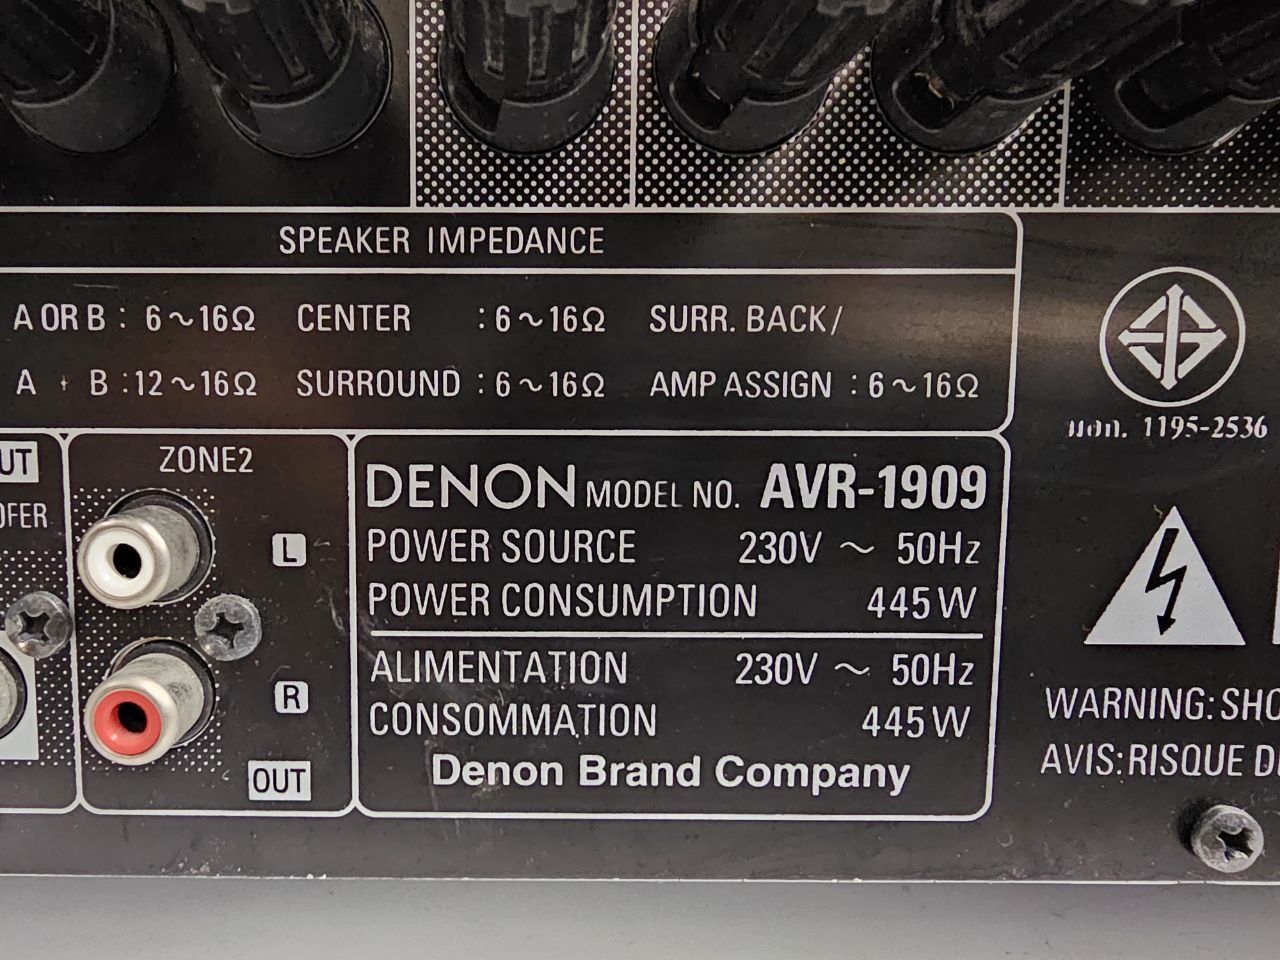 SPEAKER IMPEDANCE
A OR B : 6~16Ω CENTER : 6~16Ω SURR. BACK/
A + B : 12~16Ω SURROUND : 6~16Ω AMP ASSIGN : 6~16Ω
มอก. 1195-2536
UT
OFER
ZONE2
L
R
OUT
DENON MODEL NO. AVR-1909
POWER SOURCE 230V ~ 50Hz
POWER CONSUMPTION 445W
ALIMENTATION 230V ~ 50Hz
CONSOMMATION 445W
Denon Brand Company
WARNING: SHO
AVIS: RISQUE D